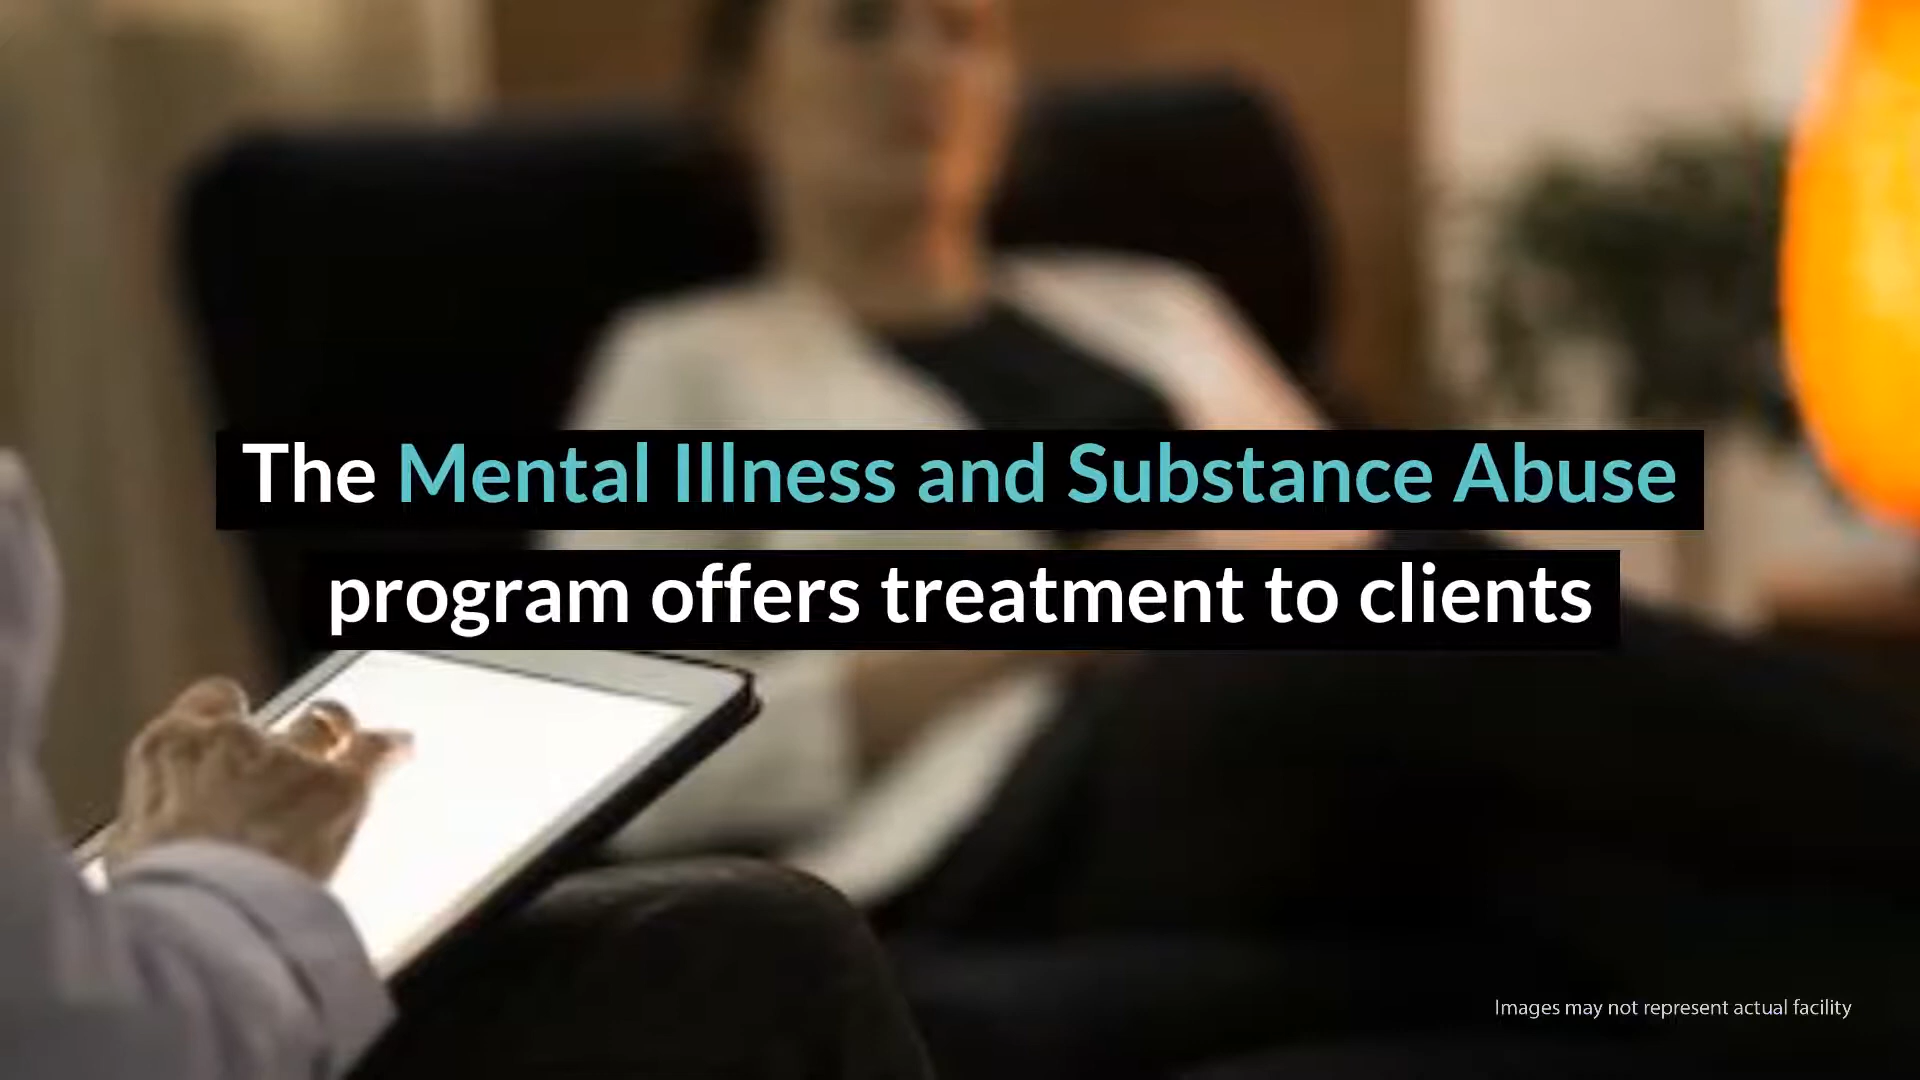 The Mental Illness and Substance Abuse
program offers treatment to clients
Images may not represent actual facility